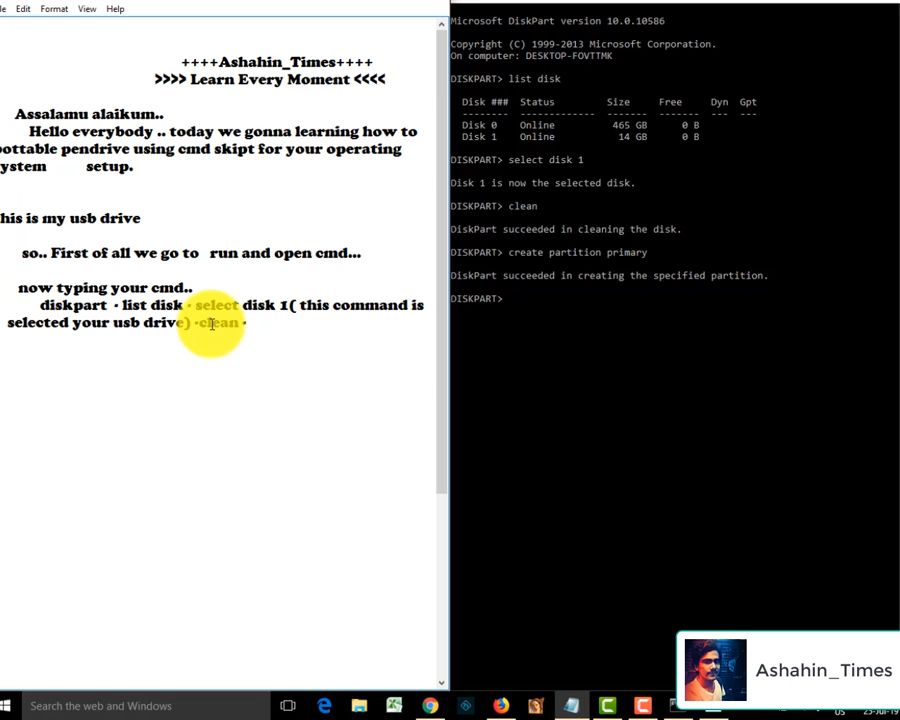 Edit Format View Help
++++Ashahin_Times++++
>>>> Learn Every Moment <<<<
Assalamu alaikum..
Hello everybody .. today we gonna learning how to
bottable pendrive using cmd skipt for your operating
ystem setup.
his is my usb drive
so.. First of all we go to run and open cmd...
now typing your cmd..
diskpart · list disk · select disk 1( this command is
selected your usb drive) ·clean ·
Microsoft DiskPart version 10.0.10586
Copyright (C) 1999-2013 Microsoft Corporation.
On computer: DESKTOP-FOVTTMK
DISKPART> list disk
Disk ### Status Size Free Dyn Gpt
-------- ------------- ------- ------- --- ---
Disk 0 Online 465 GB 0 B
Disk 1 Online 14 GB 0 B
DISKPART> select disk 1
Disk 1 is now the selected disk.
DISKPART> clean
DiskPart succeeded in cleaning the disk.
DISKPART> create partition primary
DiskPart succeeded in creating the specified partition.
DISKPART>
Ashahin_Times
Search the web and Windows